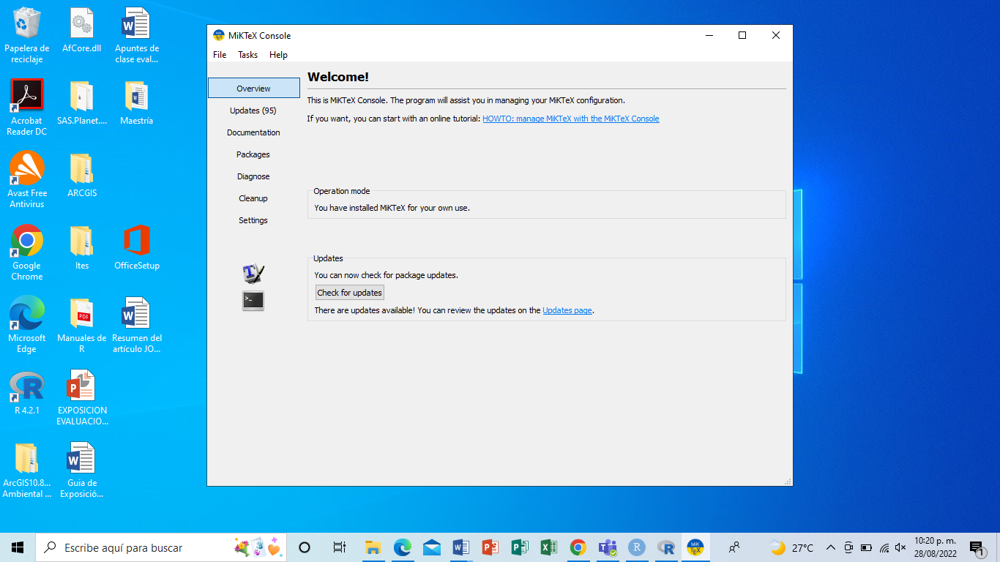 Papelera de
reciclaje
AfCore.dll
Apuntes de
clase eval...
Acrobat
Reader DC
SAS.Planet....
Maestría
Avast Free
Antivirus
ARCGIS
Google
Chrome
Ites
OfficeSetup
Microsoft
Edge
Manuales de
R
Resumen del
artículo JO...
R 4.2.1
EXPOSICION
EVALUACIO...
ArcGIS10.8...
Ambiental ...
Guia de
Exposició...
MiKTeX Console
File Tasks Help
Overview
Updates (95)
Documentation
Packages
Diagnose
Cleanup
Settings
Welcome!
This is MiKTeX Console. The program will assist you in managing your MiKTeX configuration.
If you want, you can start with an online tutorial: HOWTO: manage MiKTeX with the MiKTeX Console
Operation mode
You have installed MiKTeX for your own use.
Updates
You can now check for package updates.
Check for updates
There are updates available! You can review the updates on the Updates page.
Escribe aquí para buscar
27°C
10:20 p. m.
28/08/2022
1